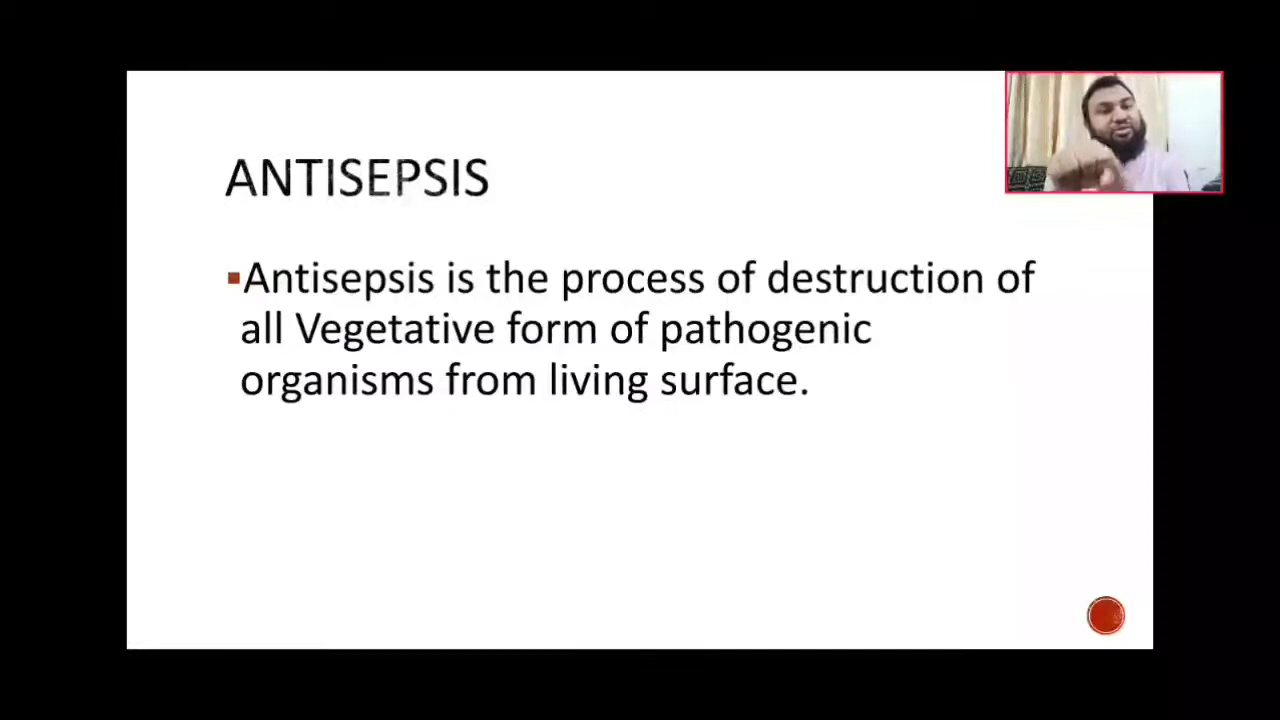 ANTISEPSIS
▪Antisepsis is the process of destruction of
all Vegetative form of pathogenic
organisms from living surface.